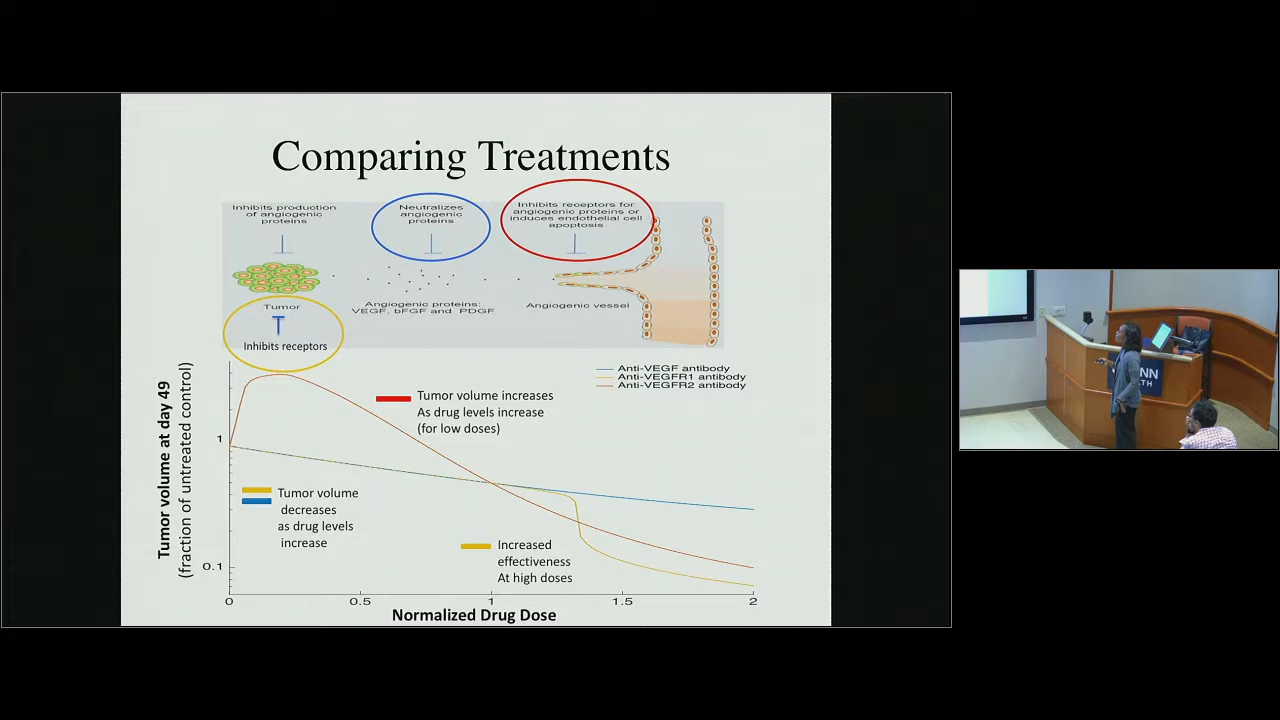 Comparing Treatments
Inhibits production
of angiogenic
proteins
Neutralizes
angiogenic
proteins
Inhibits receptors for
angiogenic proteins or
induces endothelial cell
apoptosis
Tumor
Inhibits receptors
Angiogenic proteins:
VEGF, bFGF and PDGF
Angiogenic vessel
Tumor volume at day 49
(fraction of untreated control)
Anti-VEGF antibody
Anti-VEGFR1 antibody
Anti-VEGFR2 antibody
Tumor volume increases
As drug levels increase
(for low doses)
Tumor volume
decreases
as drug levels
increase
Increased
effectiveness
At high doses
1
0.1
0
0.5
1
1.5
2
Normalized Drug Dose